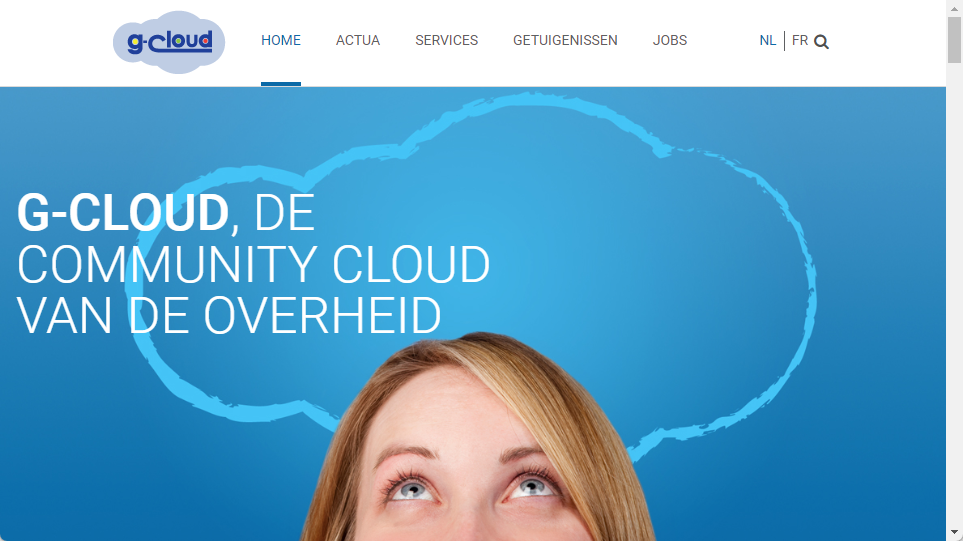 g-cloud
HOME
ACTUA
SERVICES
GETUIGENISSEN
JOBS
NL | FR
G-CLOUD, DE
COMMUNITY CLOUD
VAN DE OVERHEID